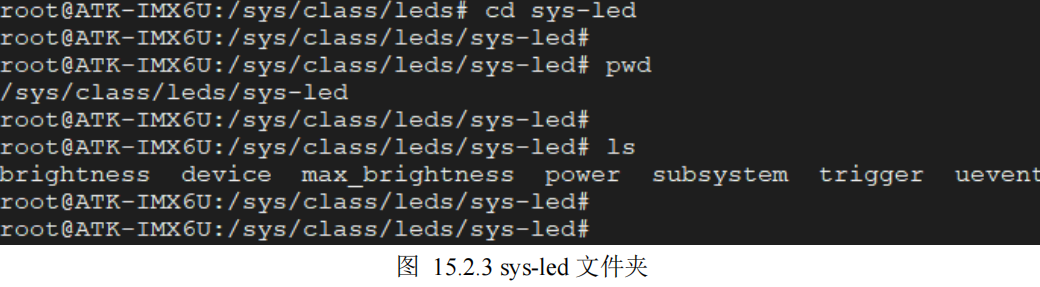 root@ATK-IMX6U:/sys/class/leds# cd sys-led
root@ATK-IMX6U:/sys/class/leds/sys-led#
root@ATK-IMX6U:/sys/class/leds/sys-led# pwd
/sys/class/leds/sys-led
root@ATK-IMX6U:/sys/class/leds/sys-led#
root@ATK-IMX6U:/sys/class/leds/sys-led# ls
brightness  device  max_brightness  power  subsystem  trigger  uevent
root@ATK-IMX6U:/sys/class/leds/sys-led#
root@ATK-IMX6U:/sys/class/leds/sys-led#
图 15.2.3 sys-led 文件夹